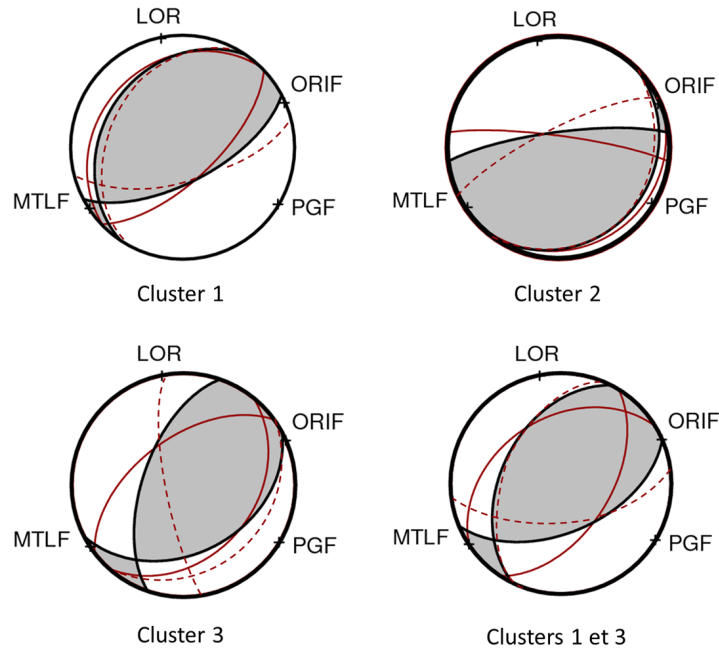 LOR
ORIF
MTLF
PGF
Cluster 1
LOR
ORIF
MTLF
PGF
Cluster 2
LOR
ORIF
MTLF
PGF
Cluster 3
LOR
ORIF
MTLF
PGF
Clusters 1 et 3